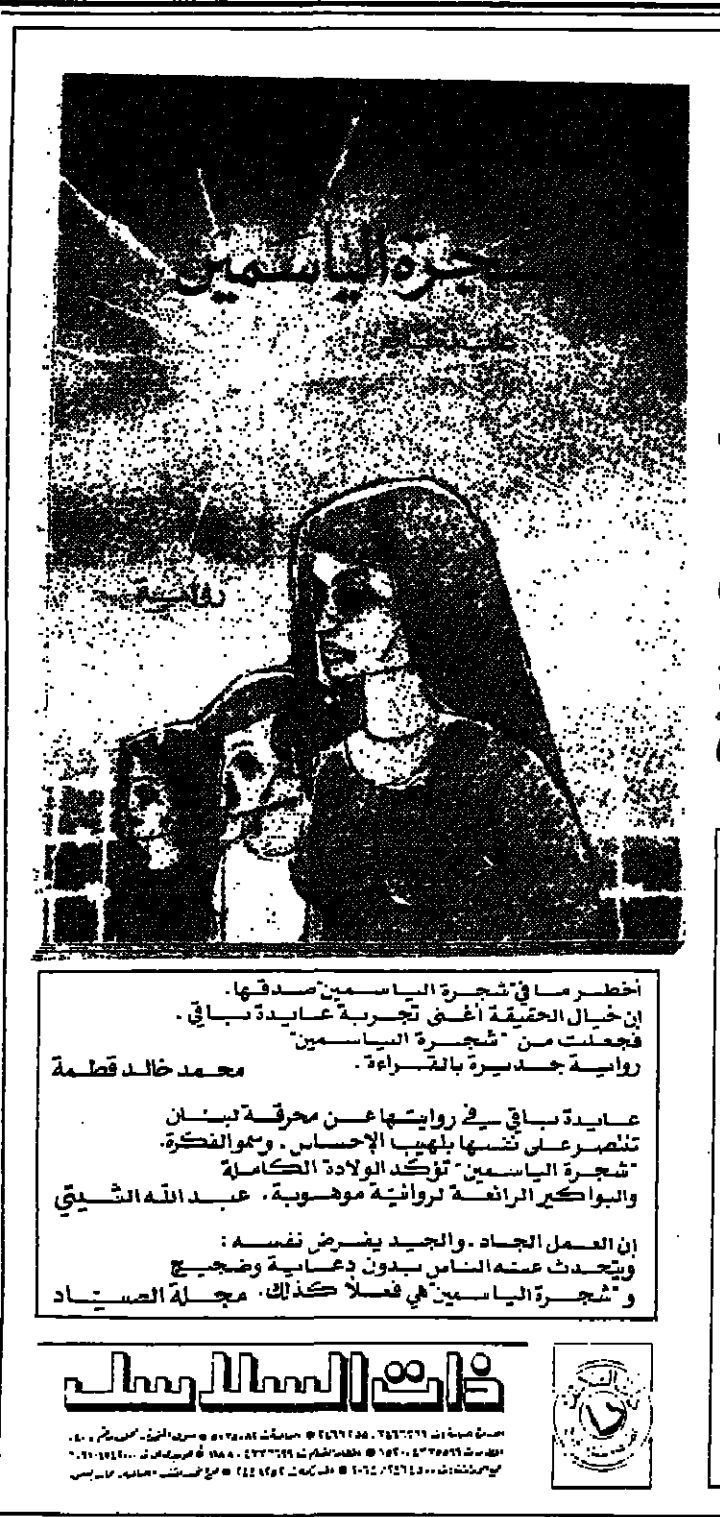 شجرة الياسمين
رواية
أخطر ما في "شجرة الياسمين" صدقها.
إن خيال الحقيقة أغنى تجربة عايدة باقي.
فجعلت من "شجرة الياسمين"
رواية جديرة بالقراءة. محمد خالد قطمة
عايدة باقي في روايتها عن محرقة لبنان
تنتصر على نفسها بلهيب الإحساس، وسمو الفكرة.
"شجرة الياسمين" تؤكد الولادة الكاملة
والبواكير الرائعة لروائية موهوبة. عبد الله الشيتي
إن العمل الجاد، والجيد يفرض نفسه:
ويتحدث عنه الناس بدون دعاية وضجيج
و"شجرة الياسمين" هي فعلاً كذلك. مجلة الصياد
ذات السلاسل